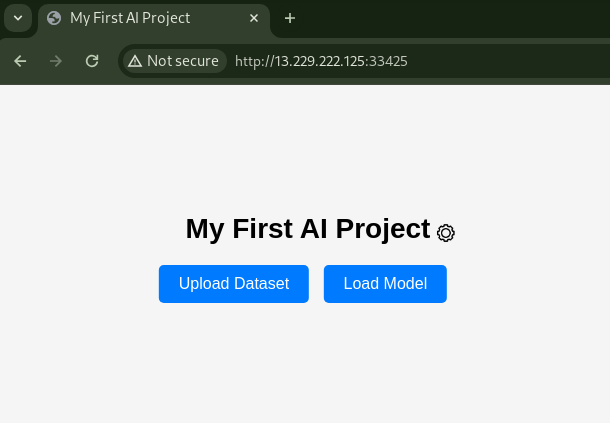 My First AI Project
Not secure http://13.229.222.125:33425
My First AI Project
Upload Dataset Load Model